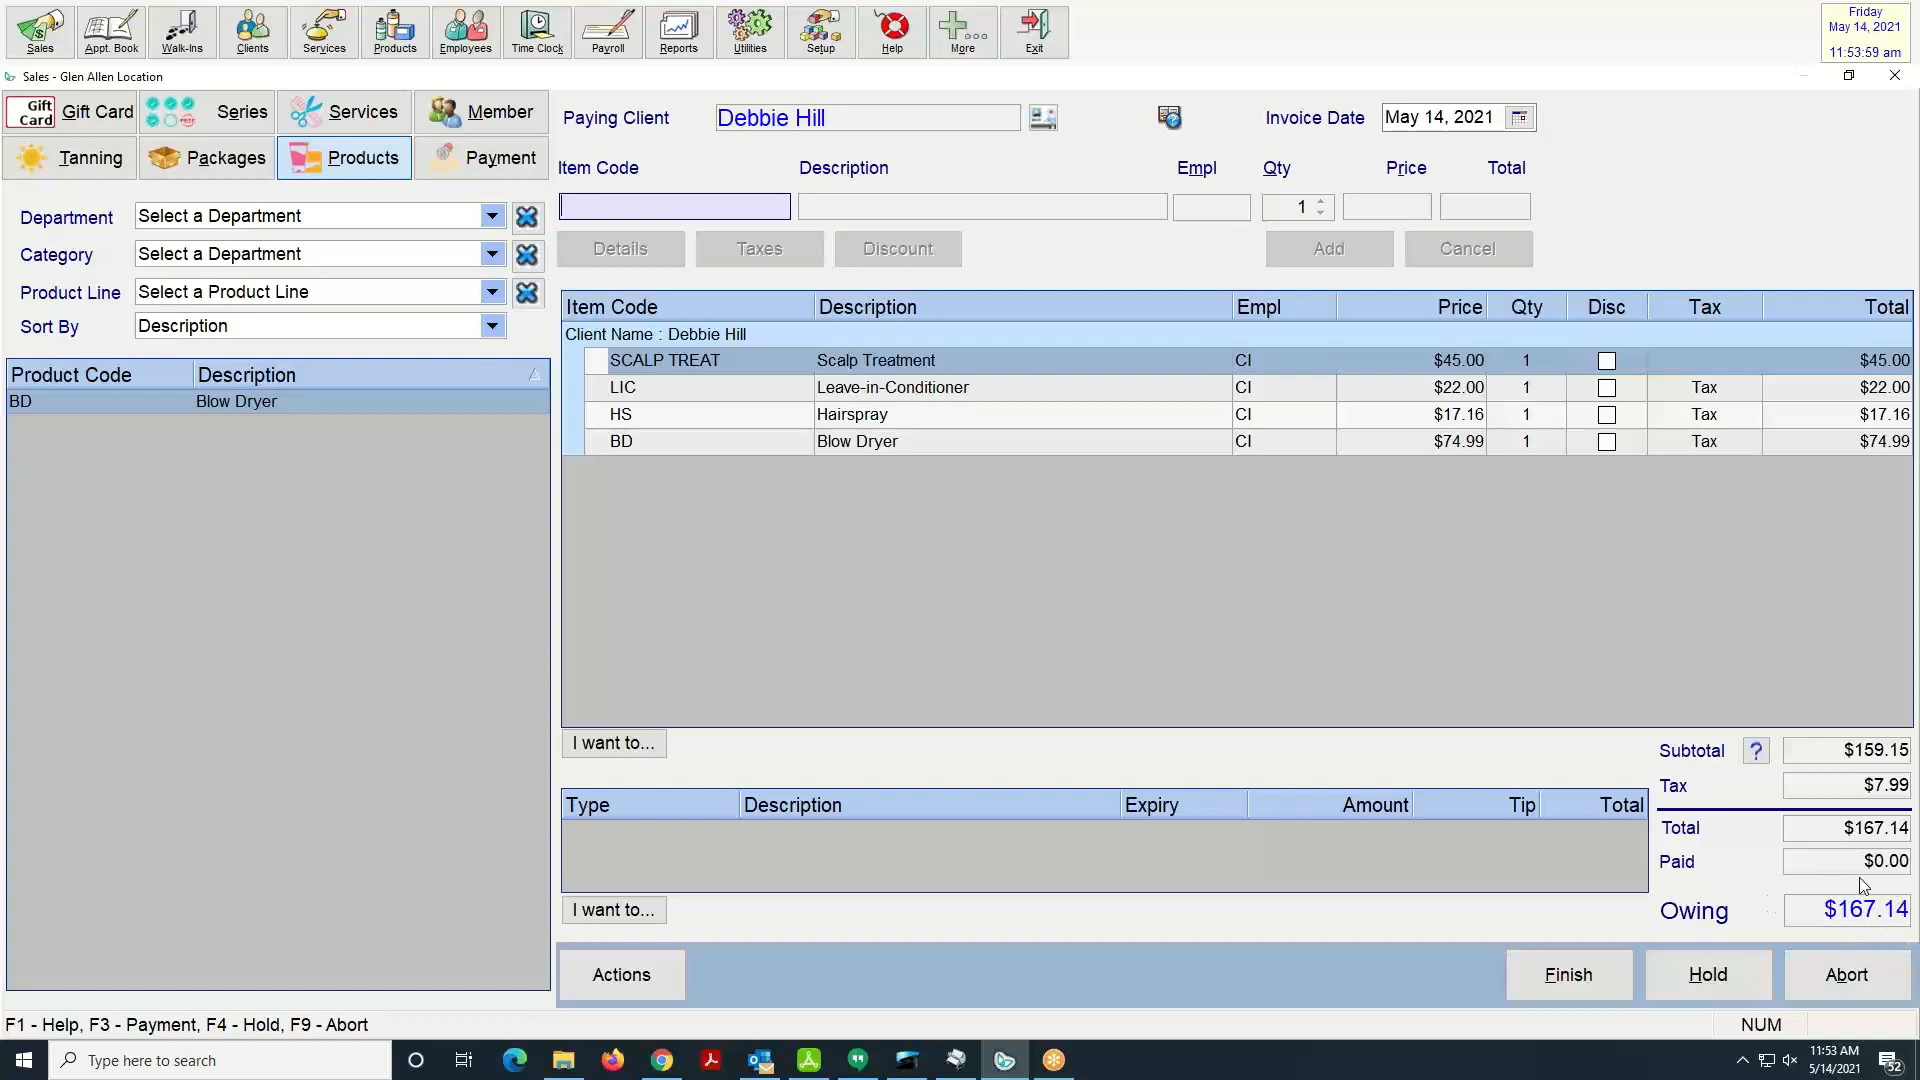 Sales Appt. Book Walk-Ins Clients Services Products Employees Time Clock Payroll Reports Utilities Setup Help More Exit
Friday
May 14, 2021
11:53:59 am
Sales - Glen Allen Location
Gift Card Gift Card Series Services Member
Tanning Packages Products Payment
Paying Client Debbie Hill Invoice Date May 14, 2021
Item Code Description Empl Qty Price Total
1
Details Taxes Discount Add Cancel
Department Select a Department
Category Select a Department
Product Line Select a Product Line
Sort By Description
Product Code Description
BD Blow Dryer
Item Code Description Empl Price Qty Disc Tax Total
Client Name : Debbie Hill
SCALP TREAT Scalp Treatment CI $45.00 1 $45.00
LIC Leave-in-Conditioner CI $22.00 1 Tax $22.00
HS Hairspray CI $17.16 1 Tax $17.16
BD Blow Dryer CI $74.99 1 Tax $74.99
I want to...
Subtotal ? $159.15
Tax $7.99
Total $167.14
Paid $0.00
Owing $167.14
Type Description Expiry Amount Tip Total
I want to...
Actions Finish Hold Abort
F1 - Help, F3 - Payment, F4 - Hold, F9 - Abort NUM
Type here to search
11:53 AM
5/14/2021
52